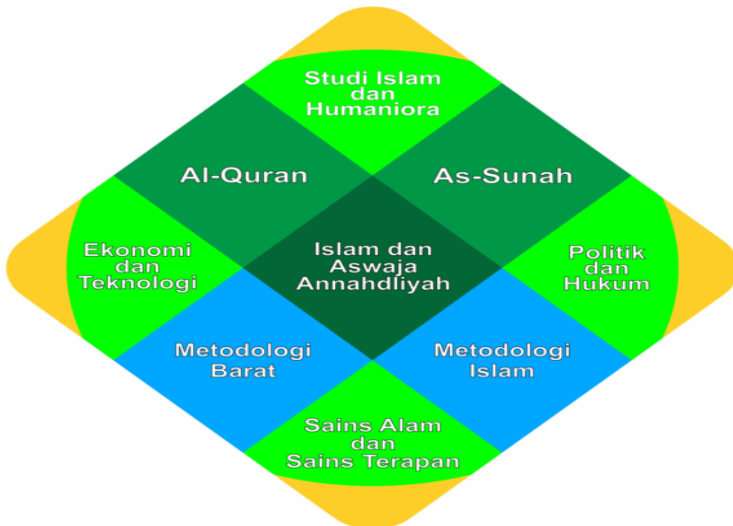 Studi Islam
dan
Humaniora
Al-Quran
As-Sunah
Ekonomi
dan
Teknologi
Islam dan
Aswaja
Annahdliyah
Politik
dan
Hukum
Metodologi
Barat
Metodologi
Islam
Sains Alam
dan
Sains Terapan